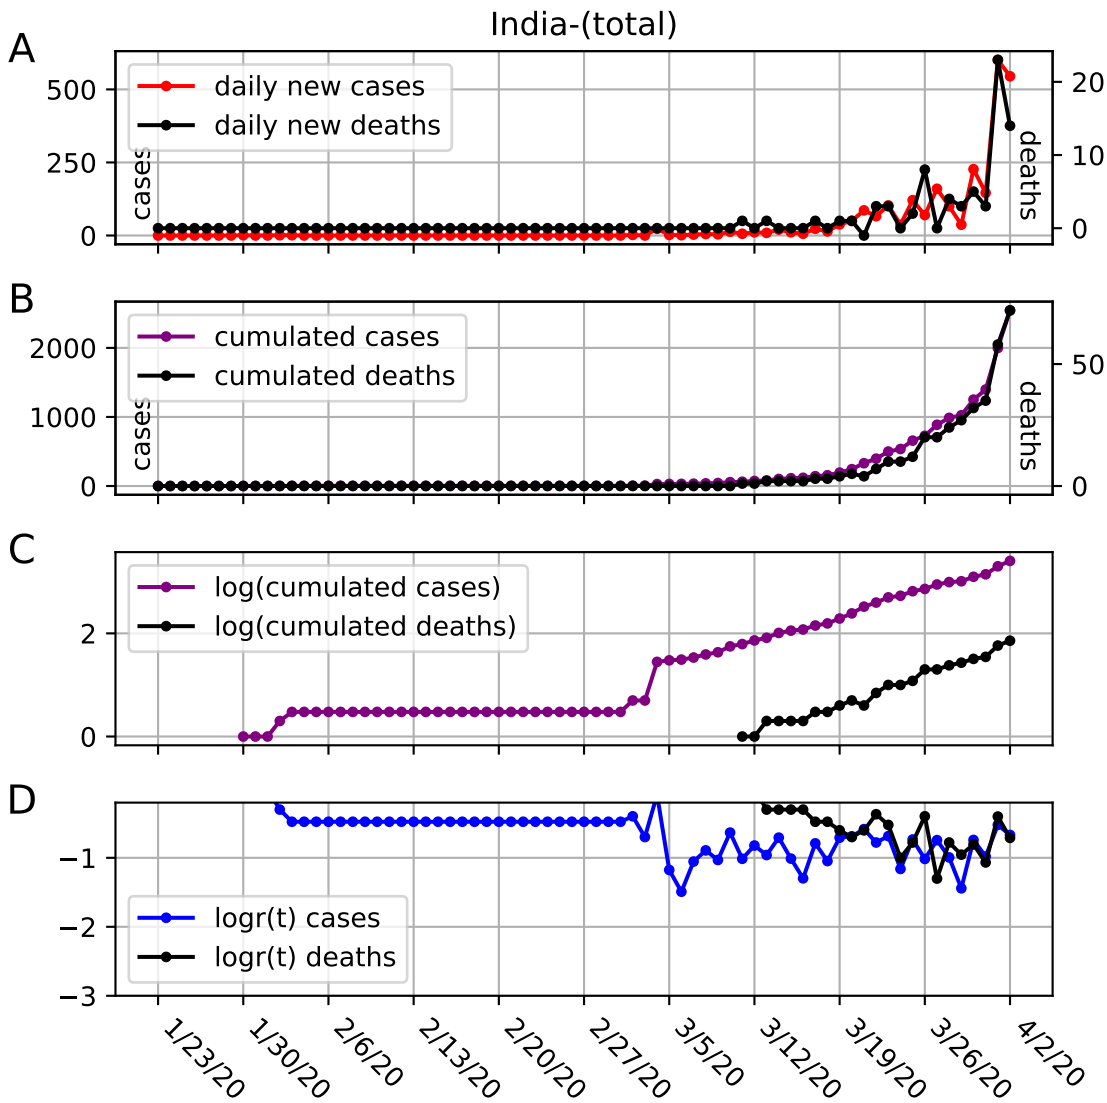 India-(total)
A
daily new cases
daily new deaths
500
250
0
cases
20
10
0
deaths
B
cumulated cases
cumulated deaths
2000
1000
0
cases
50
0
deaths
C
log(cumulated cases)
log(cumulated deaths)
2
0
D
−1
−2
−3
logr(t) cases
logr(t) deaths
1/23/20
1/30/20
2/6/20
2/13/20
2/20/20
2/27/20
3/5/20
3/12/20
3/19/20
3/26/20
4/2/20